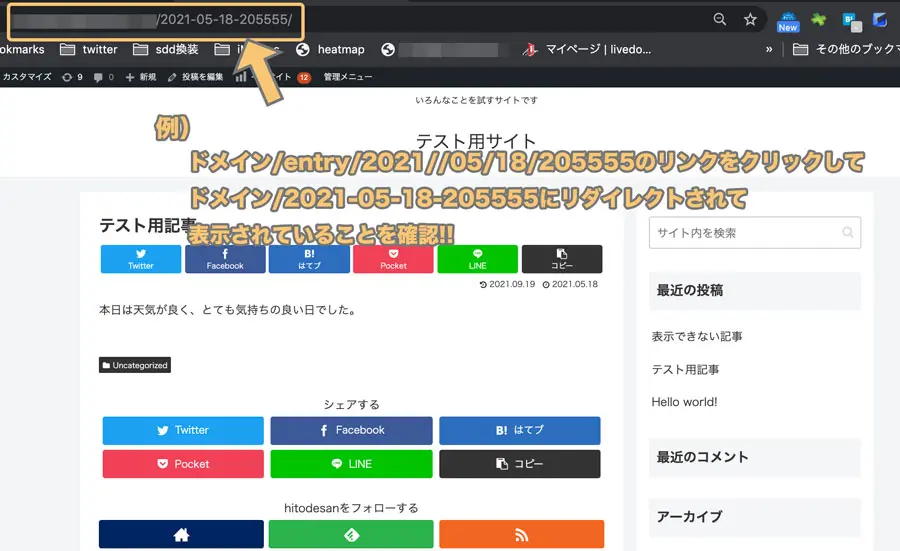 /2021-05-18-205555/
New
B!
okmarks
twitter
sdd換装
heatmap
マイページ | livedo...
»
その他のブックマ
カスタマイズ
9
0
新規
投稿を編集
イト
12
管理メニュー
いろんなことを試すサイトです
テスト用サイト
例）
ドメイン/entry/2021//05/18/205555のリンクをクリックして
ドメイン/2021-05-18-205555にリダイレクトされて
表示されていることを確認!!
テスト用記事
Twitter
Facebook
B!
はてブ
Pocket
LINE
コピー
2021.09.19
2021.05.18
本日は天気が良く、とても気持ちの良い日でした。
Uncategorized
シェアする
Twitter
Facebook
B! はてブ
Pocket
LINE
コピー
hitodesanをフォローする
サイト内を検索
最近の投稿
表示できない記事
テスト用記事
Hello world!
最近のコメント
アーカイブ